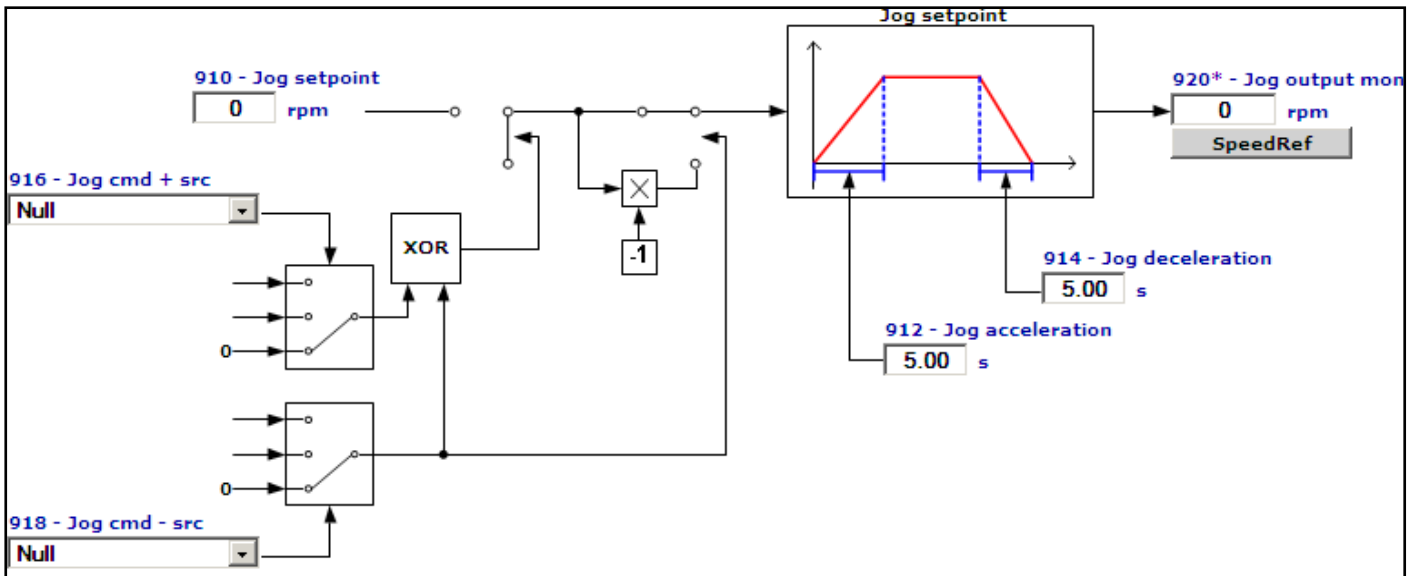 Jog setpoint
910 - Jog setpoint
0 rpm
920* - Jog output mon
0 rpm
SpeedRef
916 - Jog cmd + src
Null
XOR
-1
0
914 - Jog deceleration
5.00 s
912 - Jog acceleration
5.00 s
0
918 - Jog cmd - src
Null